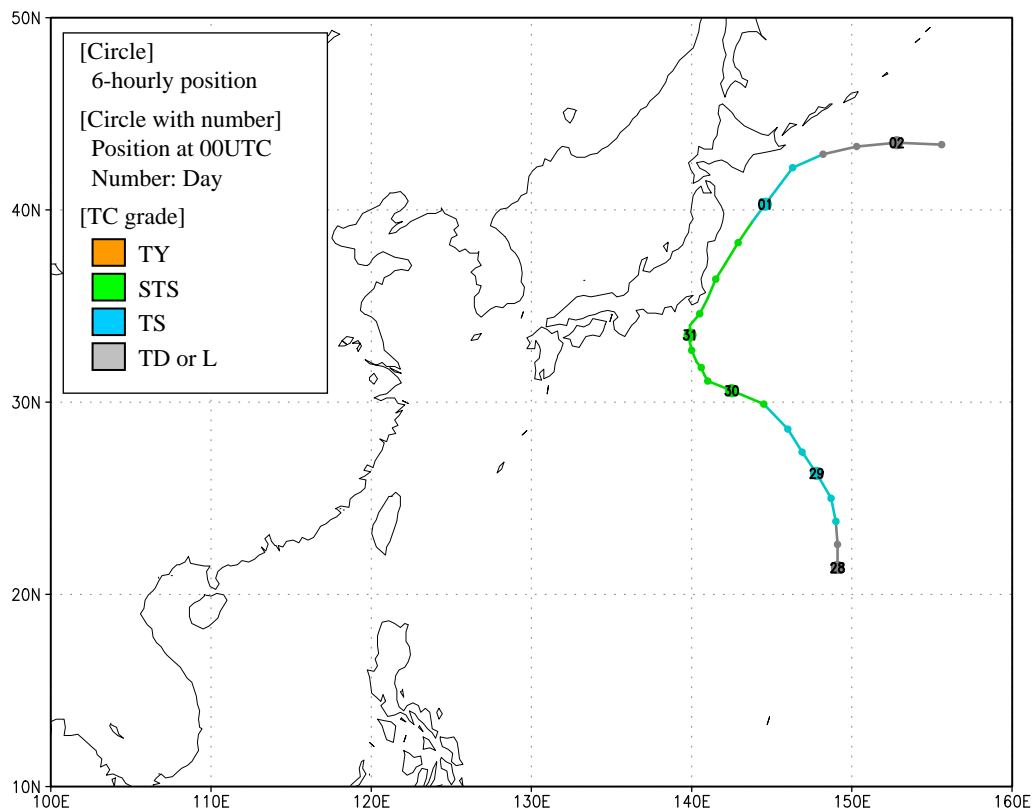 50N
[Circle]
6-hourly position
[Circle with number]
Position at 00UTC
Number: Day
[TC grade]
TY
STS
TS
TD or L
02
01
40N
31
30N
30
29
28
20N
10N
100E 110E 120E 130E 140E 150E 160E